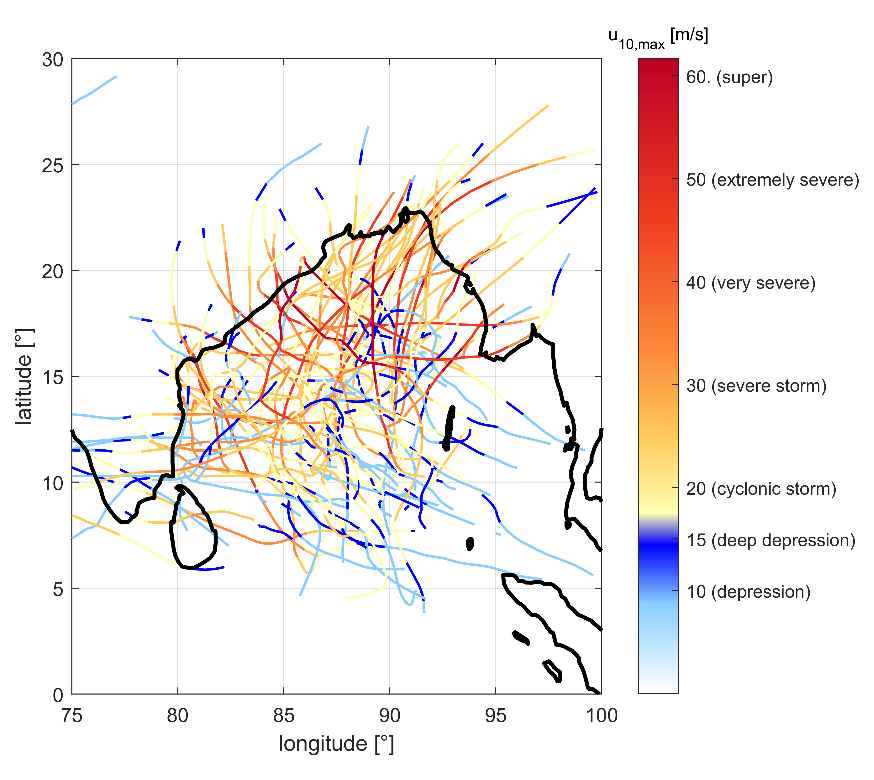 u10,max [m/s]
60. (super)
50 (extremely severe)
40 (very severe)
30 (severe storm)
20 (cyclonic storm)
15 (deep depression)
10 (depression)
30
25
20
15
10
5
0
latitude [°]
75 80 85 90 95 100
longitude [°]